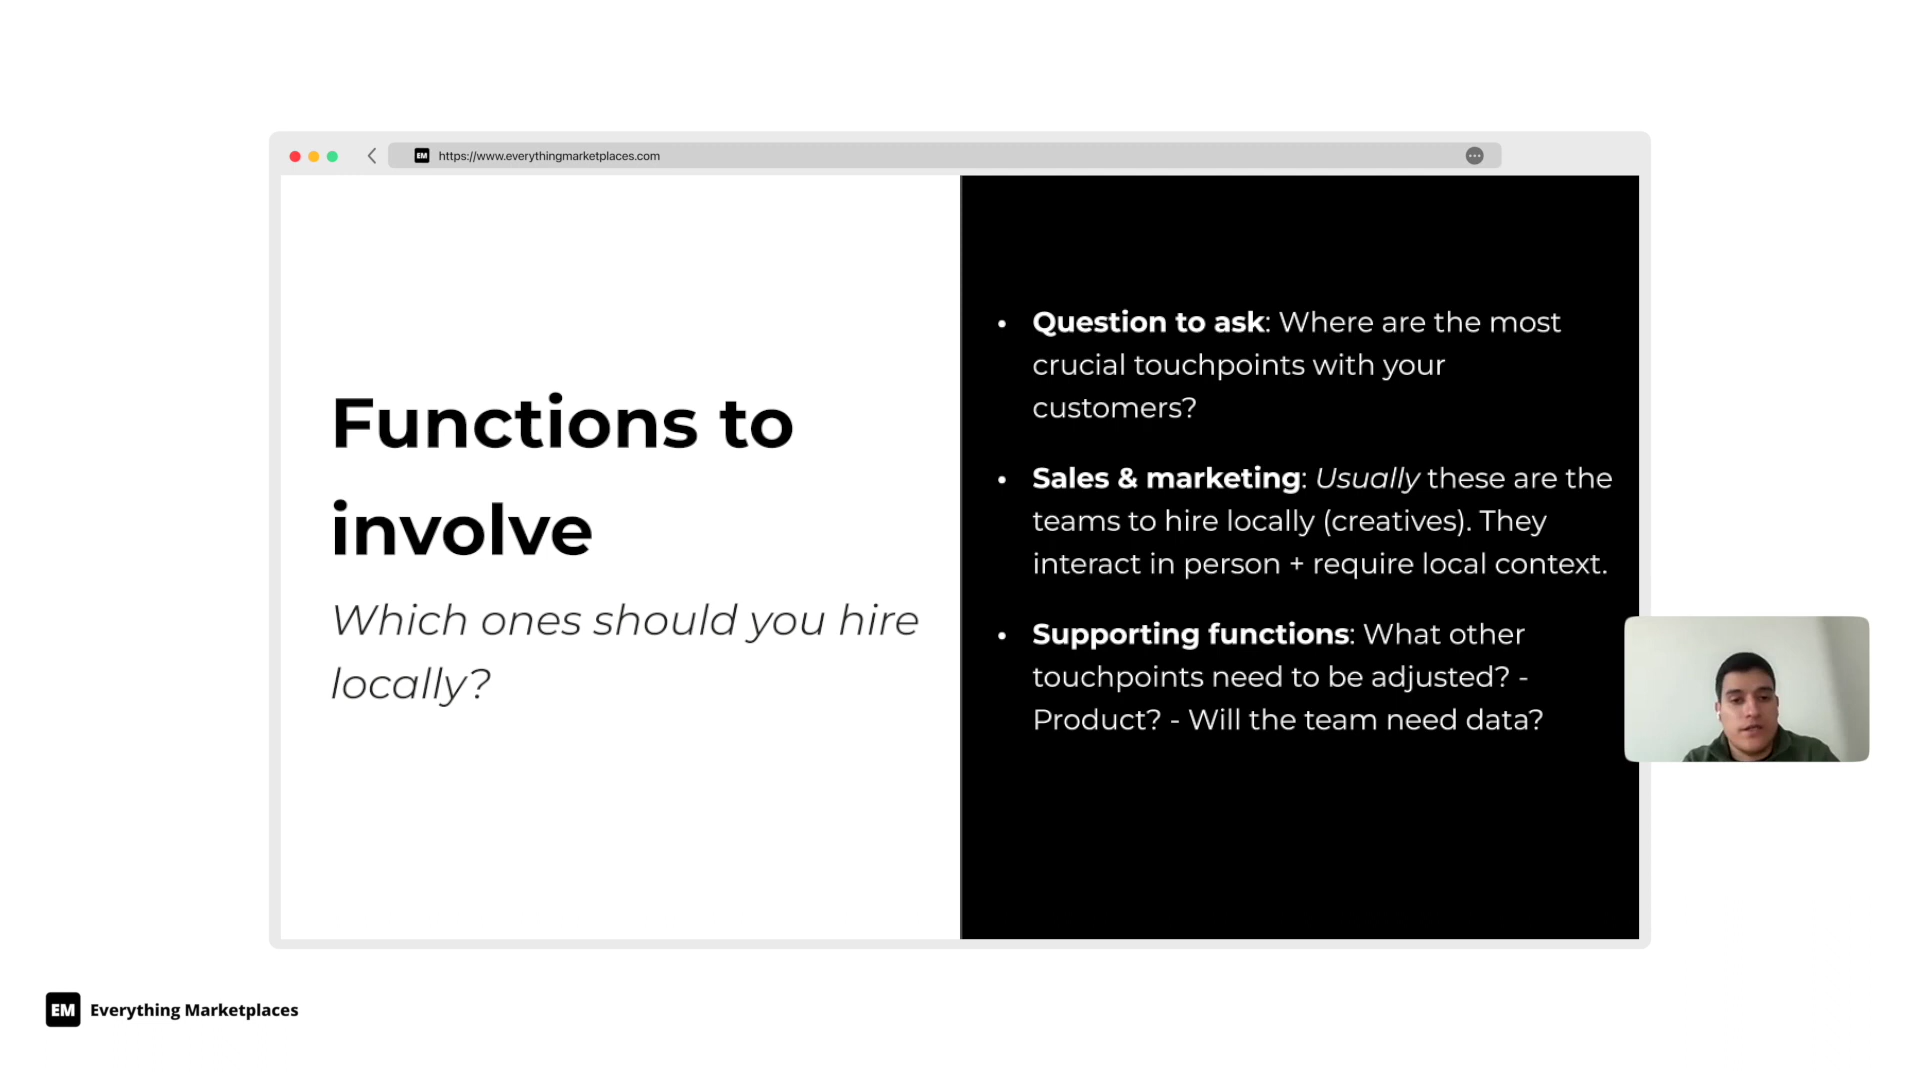 EM https://www.everythingmarketplaces.com
Functions to
involve
Which ones should you hire
locally?
• Question to ask: Where are the most
crucial touchpoints with your
customers?
• Sales & marketing: Usually these are the
teams to hire locally (creatives). They
interact in person + require local context.
• Supporting functions: What other
touchpoints need to be adjusted? -
Product? - Will the team need data?
EM Everything Marketplaces